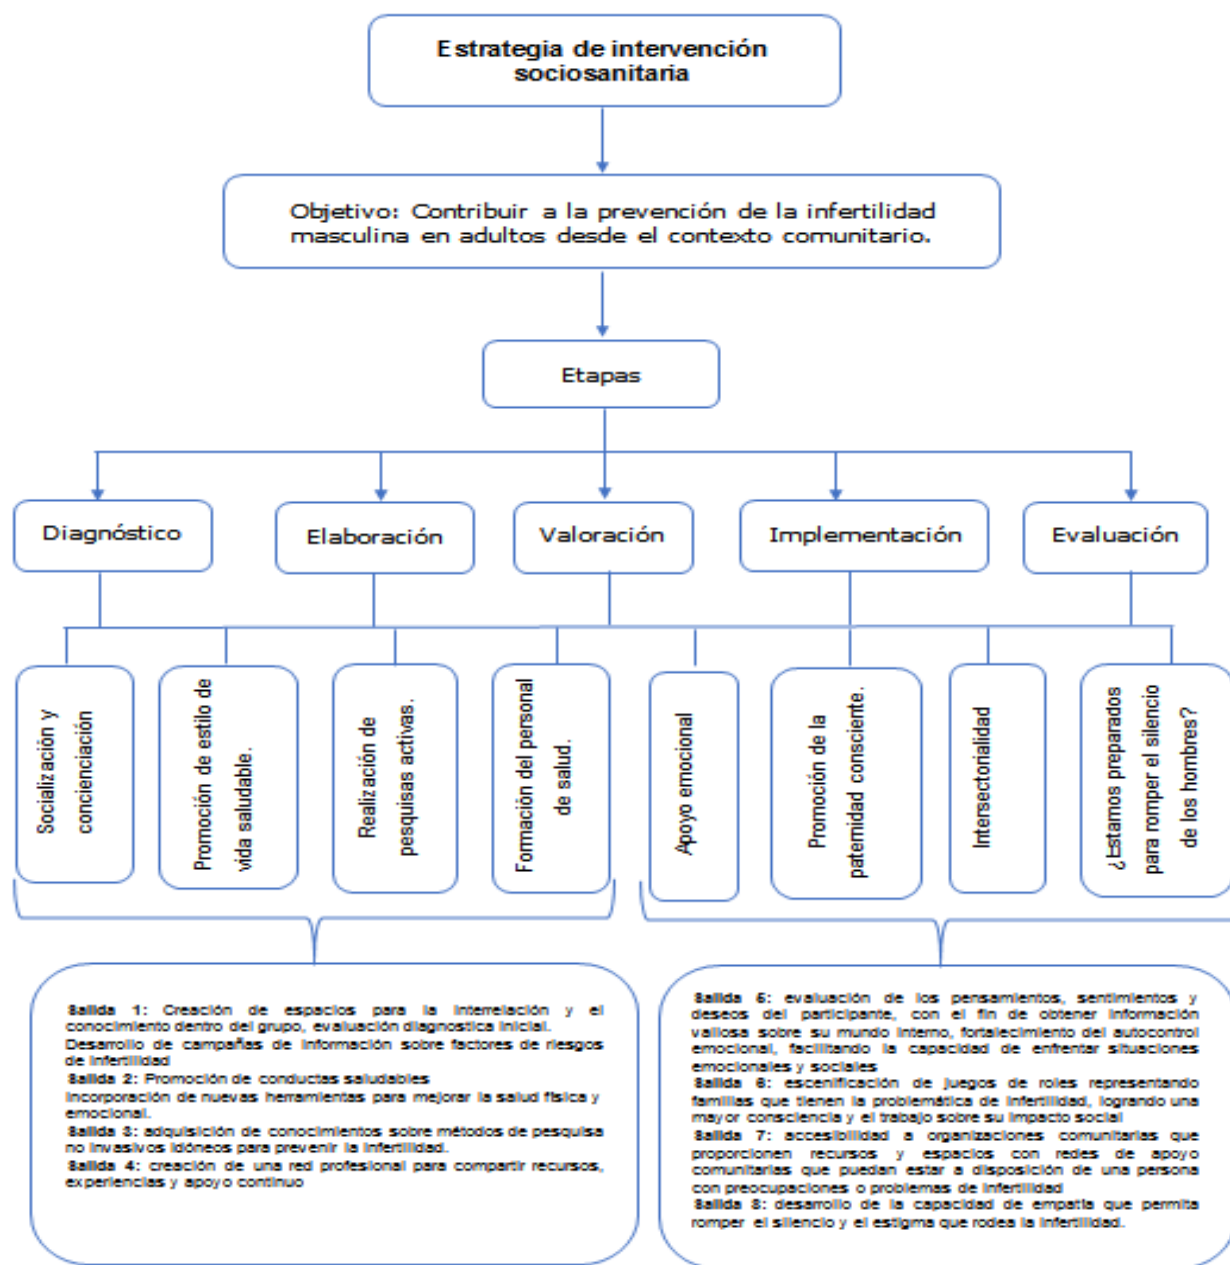 Estrategia de intervención
sociosanitaria
Objetivo: Contribuir a la prevención de la infertilidad
masculina en adultos desde el contexto comunitario.
Etapas
Diagnóstico
Elaboración
Valoración
Implementación
Evaluación
Socialización y
concienciación
Promoción de estilo de
vida saludable.
Realización de
pesquisas activas.
Formación del personal
de salud.
Apoyo emocional
Promoción de la
paternidad consciente.
Intersectorialidad
¿Estamos preparados
para romper el silencio
de los hombres?
Salida 1: Creación de espacios para la interrelación y el
conocimiento dentro del grupo, evaluación diagnostica inicial.
Desarrollo de campañas de información sobre factores de riesgos
de infertilidad
Salida 2: Promoción de conductas saludables
Incorporación de nuevas herramientas para mejorar la salud física y
emocional.
Salida 3: adquisición de conocimientos sobre métodos de pesquisa
no invasivos idóneos para prevenir la infertilidad.
Salida 4: creación de una red profesional para compartir recursos,
experiencias y apoyo continuo
Salida 5: evaluación de los pensamientos, sentimientos y
deseos del participante, con el fin de obtener información
valiosa sobre su mundo interno, fortalecimiento del autocontrol
emocional, facilitando la capacidad de enfrentar situaciones
emocionales y sociales
Salida 6: escenificación de juegos de roles representando
familias que tienen la problemática de infertilidad, logrando una
mayor consciencia y el trabajo sobre su impacto social
Salida 7: accesibilidad a organizaciones comunitarias que
proporcionen recursos y espacios con redes de apoyo
comunitarias que puedan estar a disposición de una persona
con preocupaciones o problemas de infertilidad
Salida 8: desarrollo de la capacidad de empatía que permita
romper el silencio y el estigma que rodea la infertilidad.